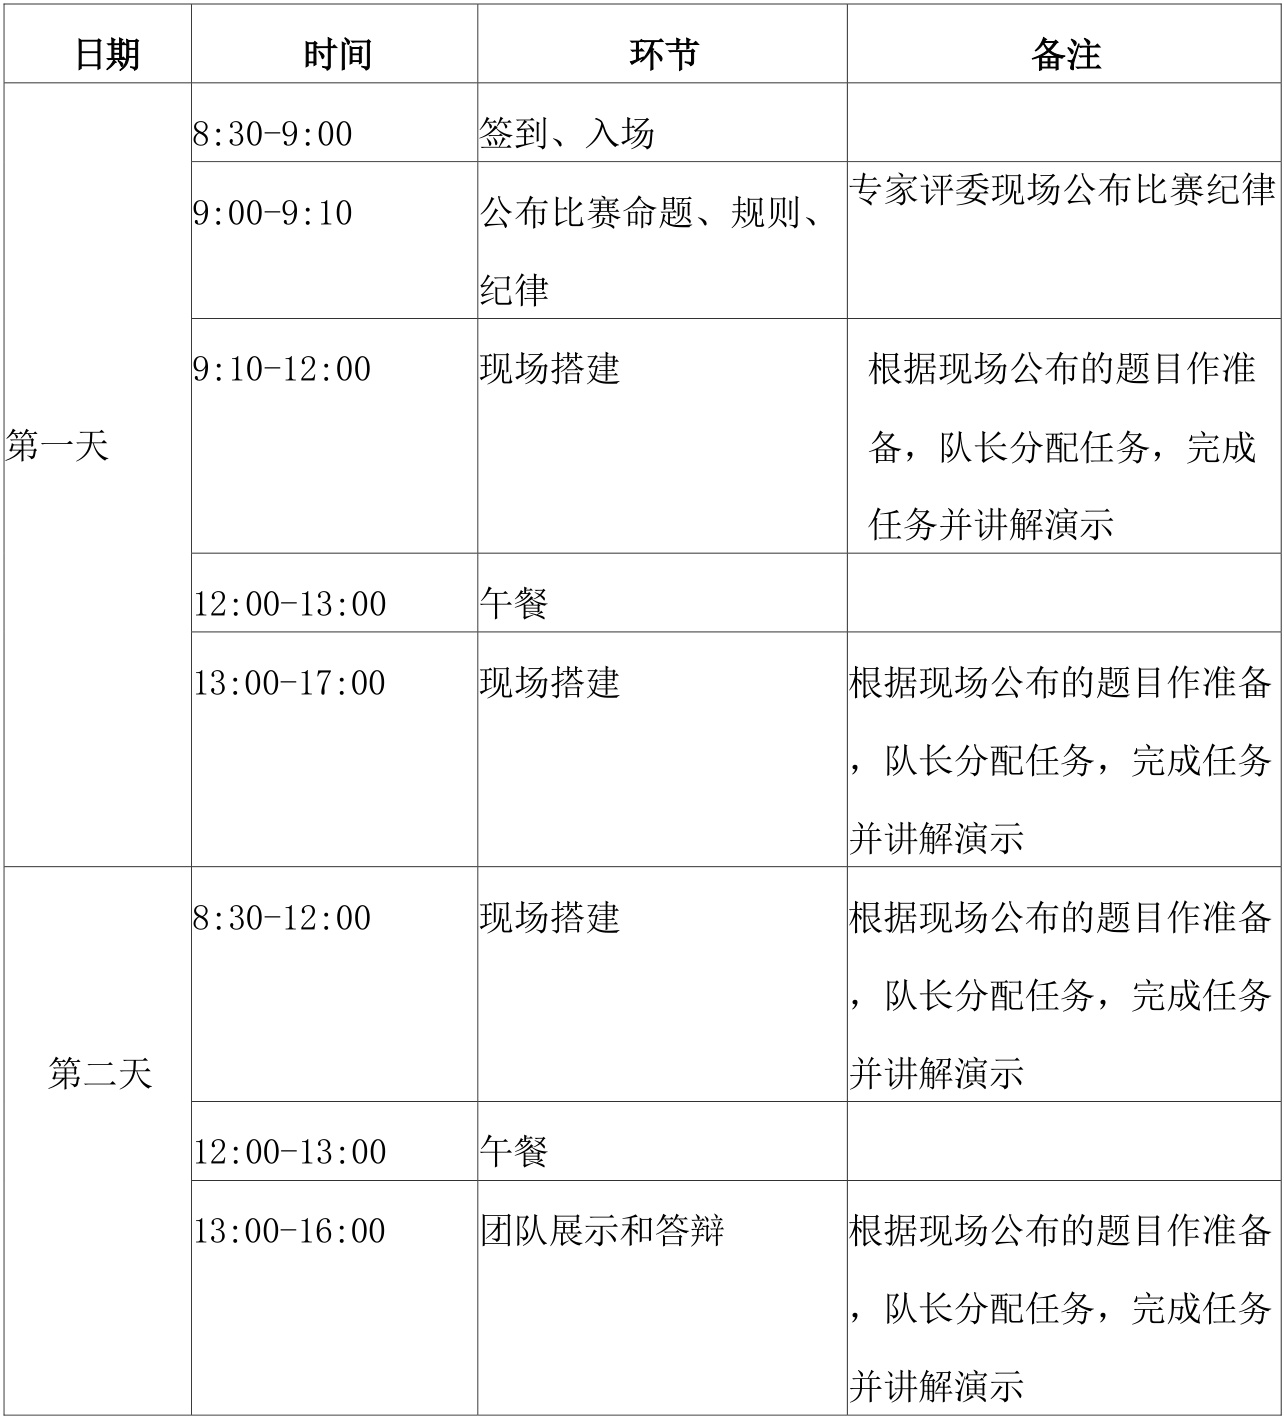 日期 时间 环节 备注
第一天
8:30-9:00 签到、入场
9:00-9:10 公布比赛命题、规则、 专家评委现场公布比赛纪律
纪律
9:10-12:00 现场搭建 根据现场公布的题目作准
备，队长分配任务，完成
任务并讲解演示
12:00-13:00 午餐
13:00-17:00 现场搭建 根据现场公布的题目作准备
，队长分配任务，完成任务
并讲解演示
第二天
8:30-12:00 现场搭建 根据现场公布的题目作准备
，队长分配任务，完成任务
并讲解演示
12:00-13:00 午餐
13:00-16:00 团队展示和答辩 根据现场公布的题目作准备
，队长分配任务，完成任务
并讲解演示